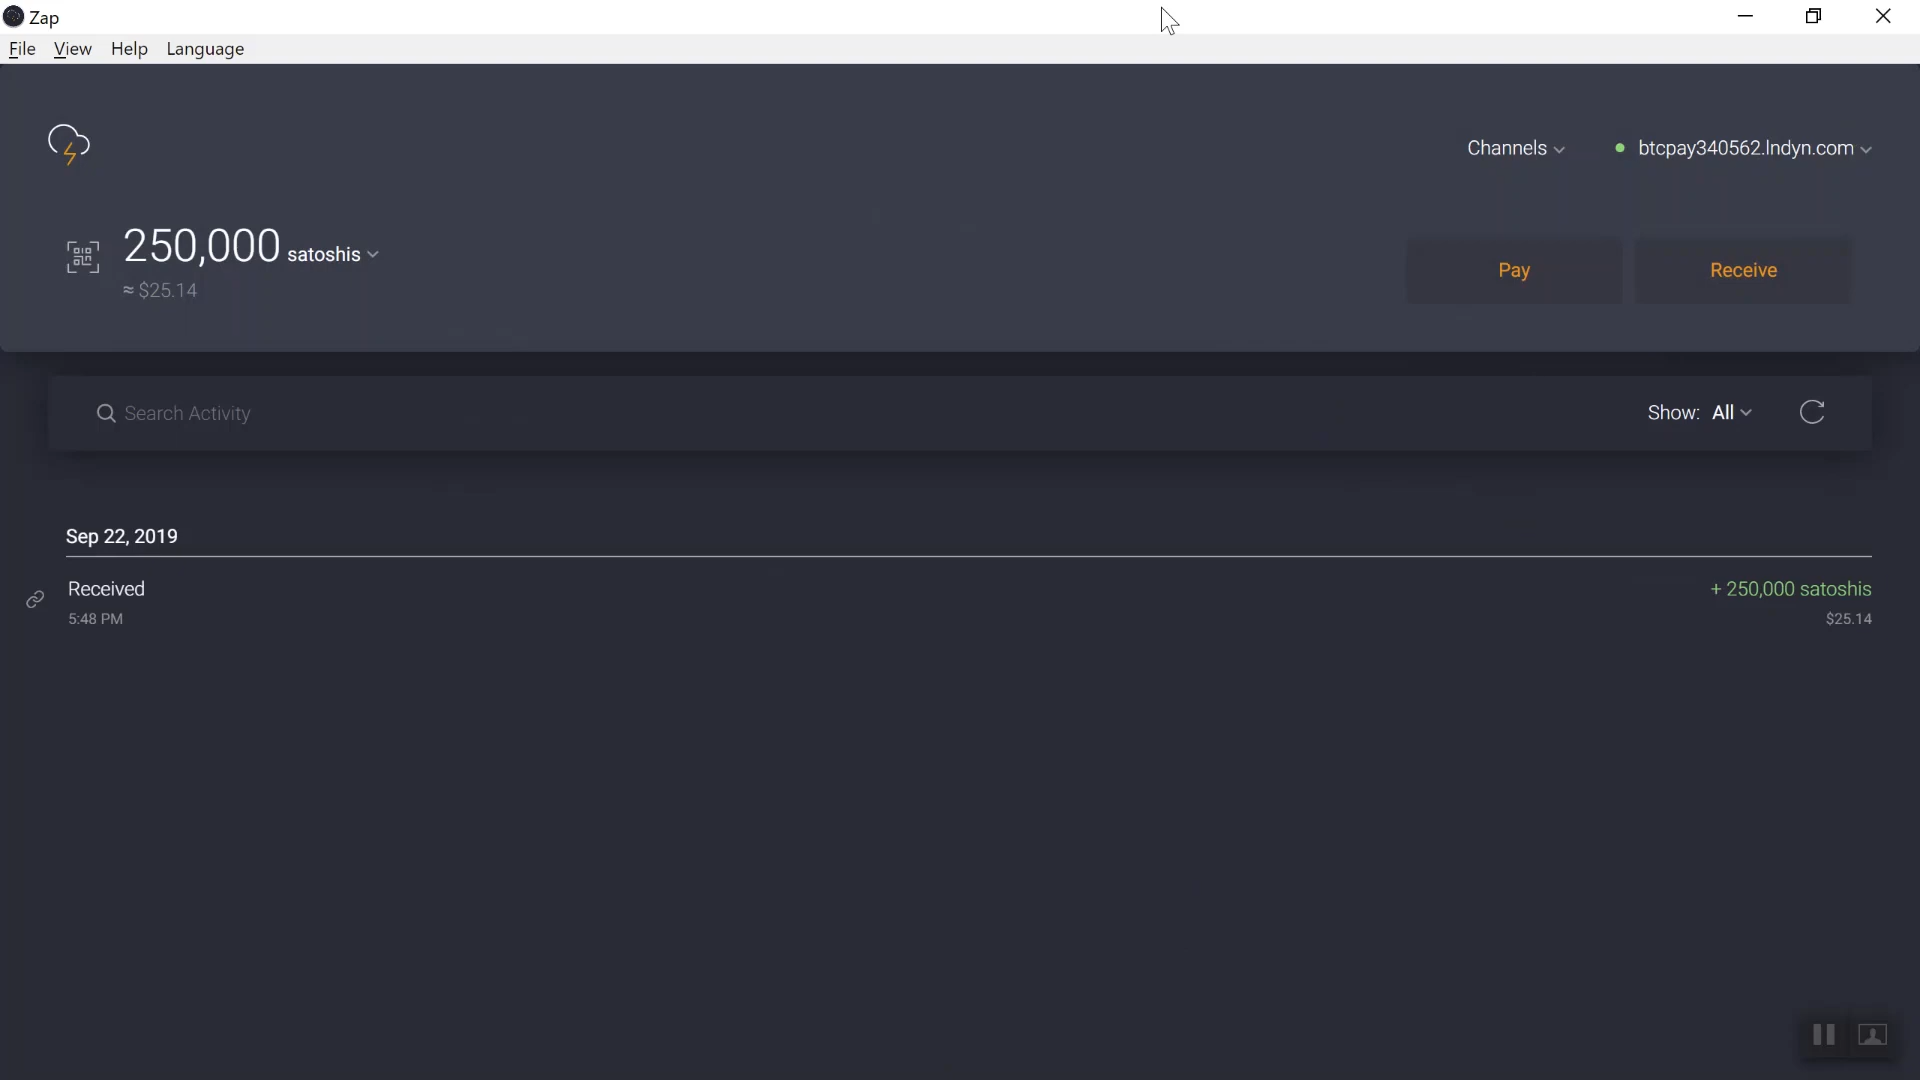 Zap
File View Help Language
Channels btcpay340562.lndyn.com
250,000 satoshis
≈ $25.14
Pay Receive
Search Activity Show: All
Sep 22, 2019
Received + 250,000 satoshis
5:48 PM $25.14